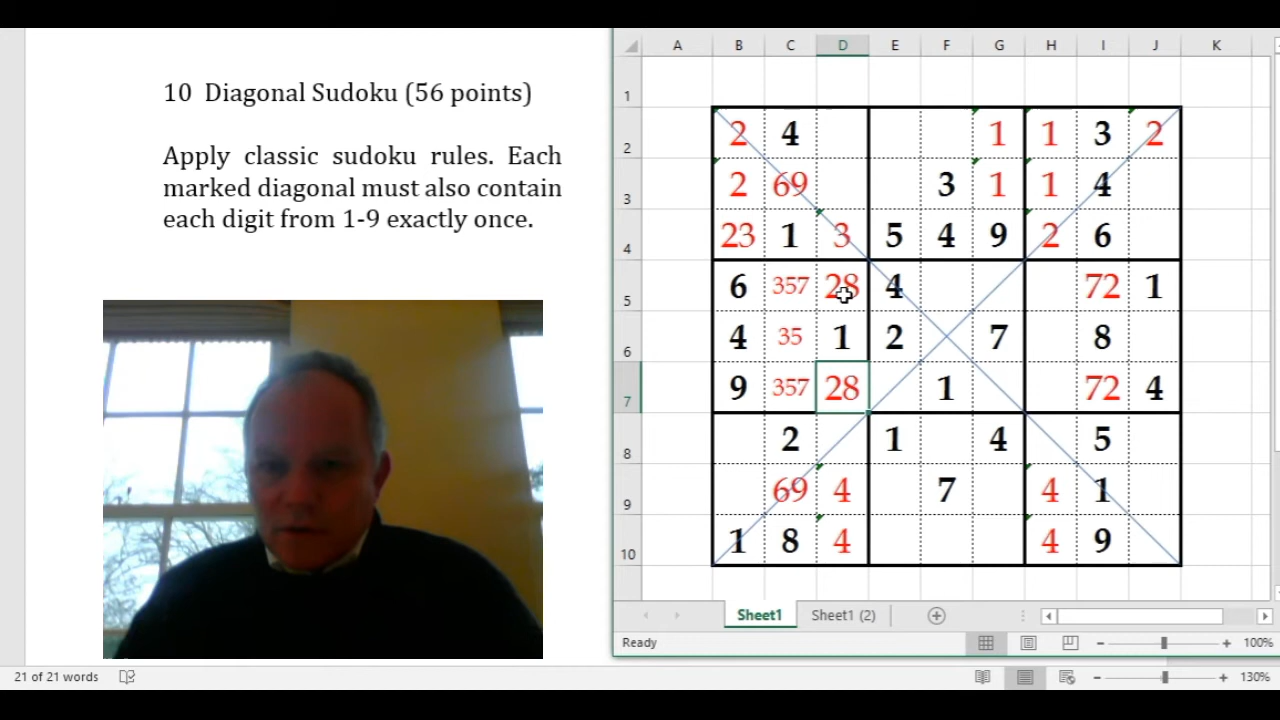 10 Diagonal Sudoku (56 points)
Apply classic sudoku rules. Each
marked diagonal must also contain
each digit from 1-9 exactly once.
A B C D E F G H I J K
1
2 2 4 1 1 3 2
3 2 69 3 1 1 4
4 23 1 3 5 4 9 2 6
5 6 357 28 4 72 1
6 4 35 1 2 7 8
7 9 357 28 1 72 4
8 2 1 4 5
9 69 4 7 4 1
10 1 8 4 4 9
Sheet1 Sheet1 (2)
Ready 100%
21 of 21 words 130%